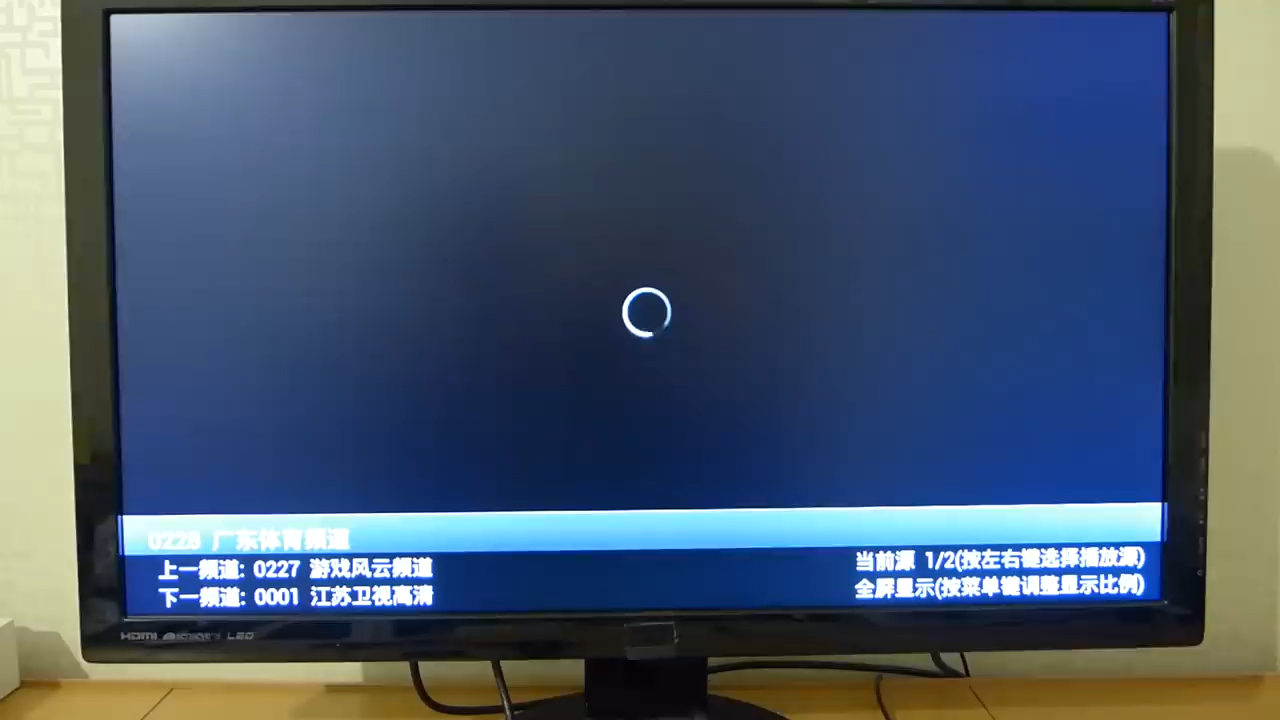 0228 广东体育频道
上一频道: 0227 游戏风云频道
下一频道: 0001 江苏卫视高清
当前源 1/2(按左右键选择播放源)
全屏显示(按菜单键调整显示比例)
HDMI
LED